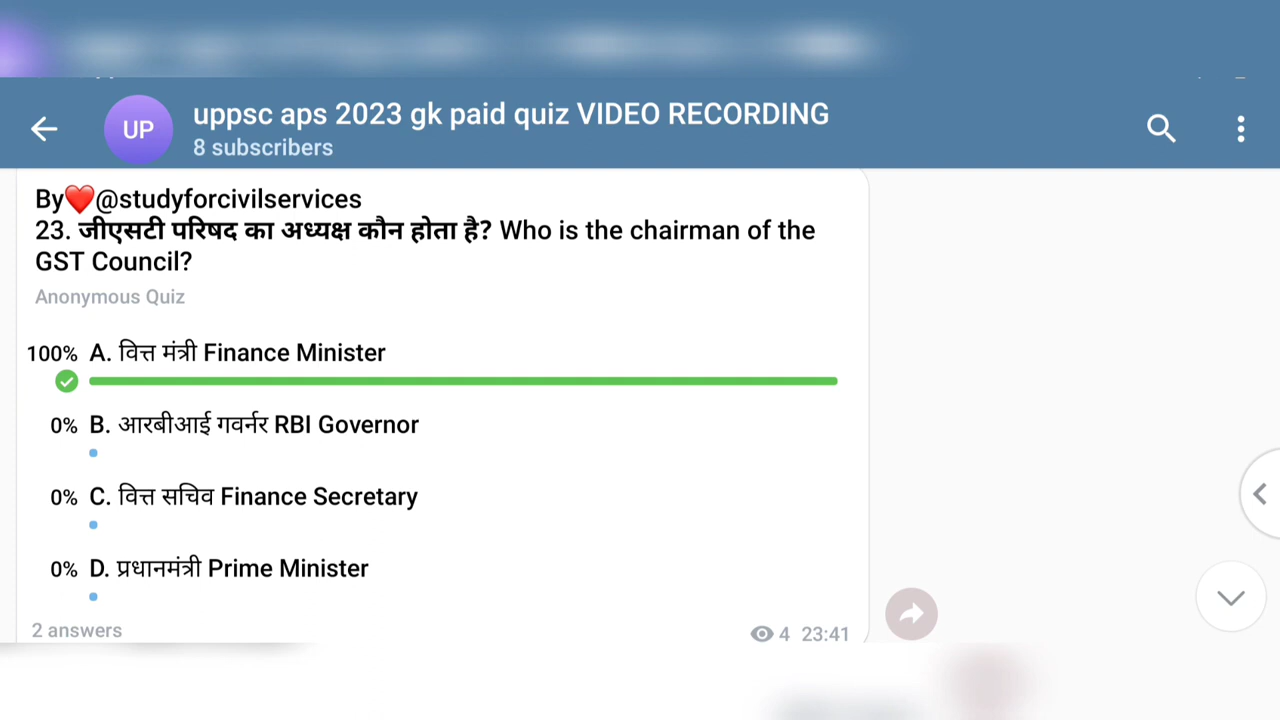 UP
uppsc aps 2023 gk paid quiz VIDEO RECORDING
8 subscribers
By❤️@studyforcivilservices
23. जीएसटी परिषद का अध्यक्ष कौन होता है? Who is the chairman of the
GST Council?
Anonymous Quiz
100% A. वित्त मंत्री Finance Minister
0% B. आरबीआई गवर्नर RBI Governor
0% C. वित्त सचिव Finance Secretary
0% D. प्रधानमंत्री Prime Minister
2 answers
4 23:41